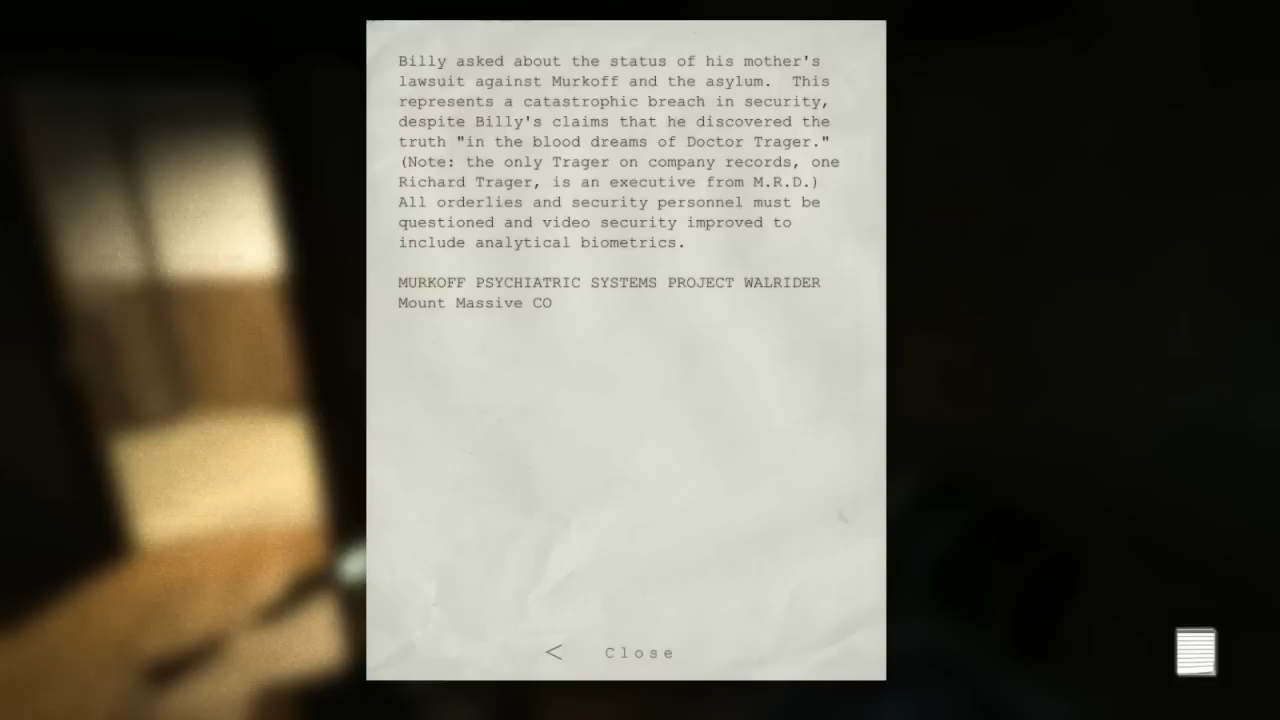 Billy asked about the status of his mother's
lawsuit against Murkoff and the asylum.  This
represents a catastrophic breach in security,
despite Billy's claims that he discovered the
truth "in the blood dreams of Doctor Trager."
(Note: the only Trager on company records, one
Richard Trager, is an executive from M.R.D.)
All orderlies and security personnel must be
questioned and video security improved to
include analytical biometrics.

MURKOFF PSYCHIATRIC SYSTEMS PROJECT WALRIDER
Mount Massive CO

< Close